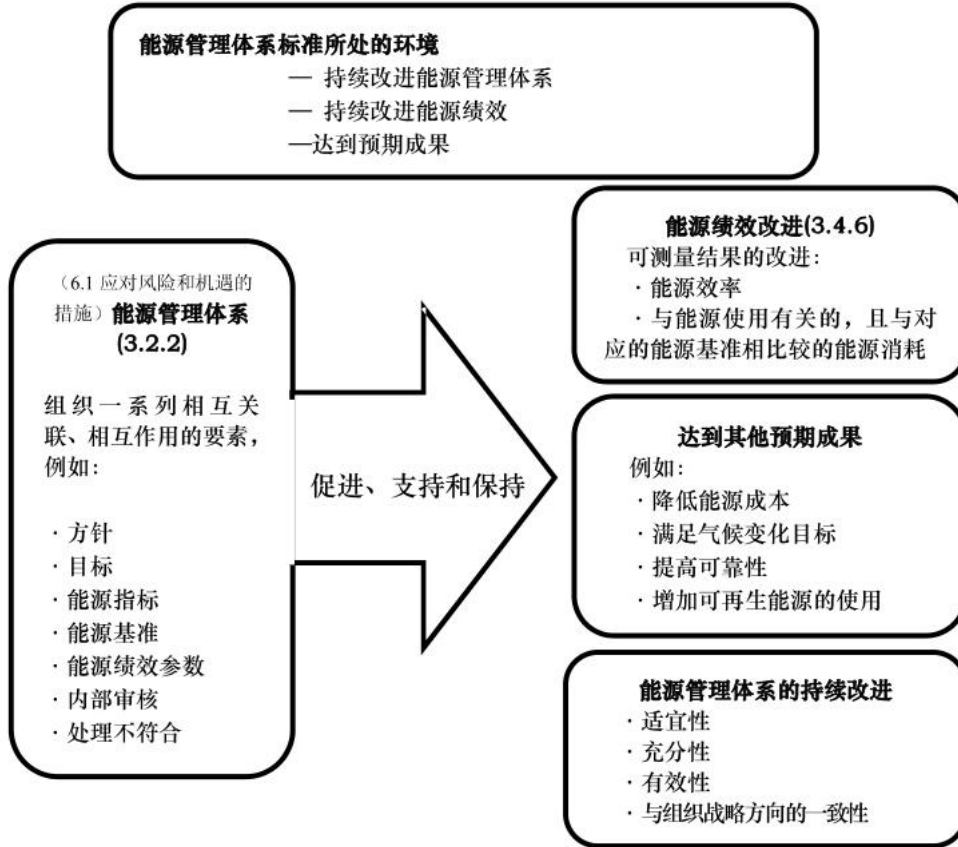 能源管理体系标准所处的环境
— 持续改进能源管理体系
— 持续改进能源绩效
—达到预期成果
（6.1 应对风险和机遇的
措施）能源管理体系
(3.2.2)
组织一系列相互关
联、相互作用的要素，
例如：
· 方针
· 目标
· 能源指标
· 能源基准
· 能源绩效参数
· 内部审核
· 处理不符合
促进、支持和保持
能源绩效改进(3.4.6)
可测量结果的改进：
· 能源效率
· 与能源使用有关的，且与对
应的能源基准相比较的能源消耗
达到其他预期成果
例如：
· 降低能源成本
· 满足气候变化目标
· 提高可靠性
· 增加可再生能源的使用
能源管理体系的持续改进
· 适宜性
· 充分性
· 有效性
· 与组织战略方向的一致性